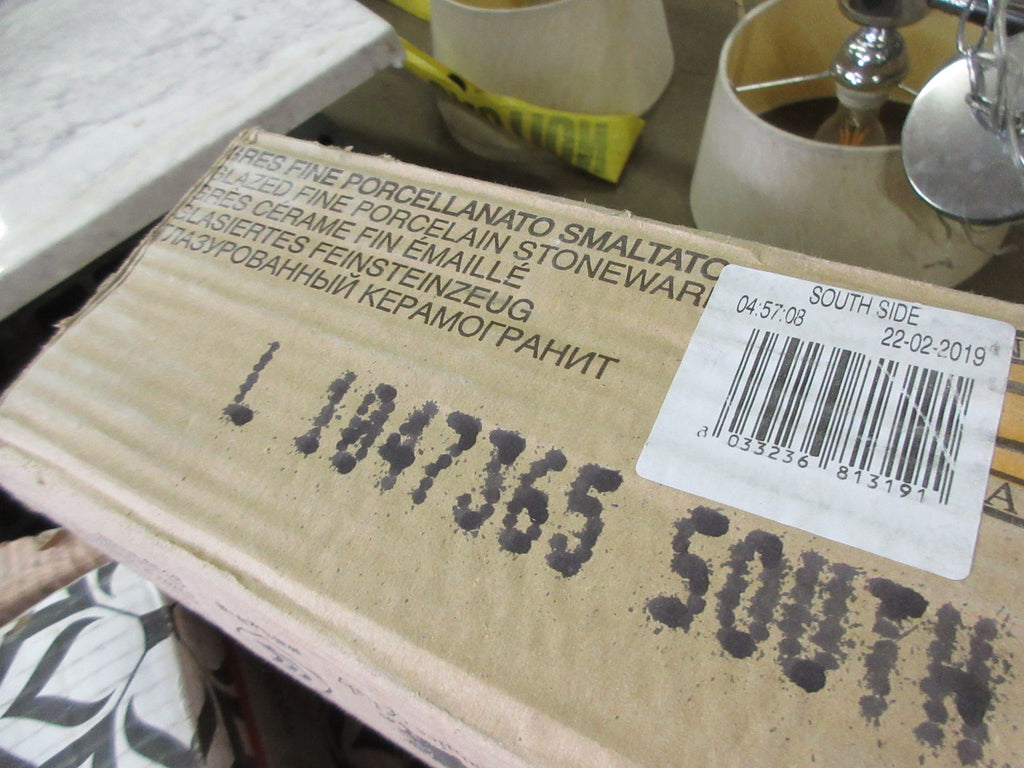 GRES FINE PORCELLANATO SMALTATO
GLAZED FINE PORCELAIN STONEWARE
GRÈS CÉRAME FIN ÉMAILLÉ
GLASIERTES FEINSTEINZEUG
ГЛАЗУРОВАННЫЙ КЕРАМОГРАНИТ
SOUTH SIDE
04:57:08 22-02-2019
8 033236 813191
L 1047365 SOUTH